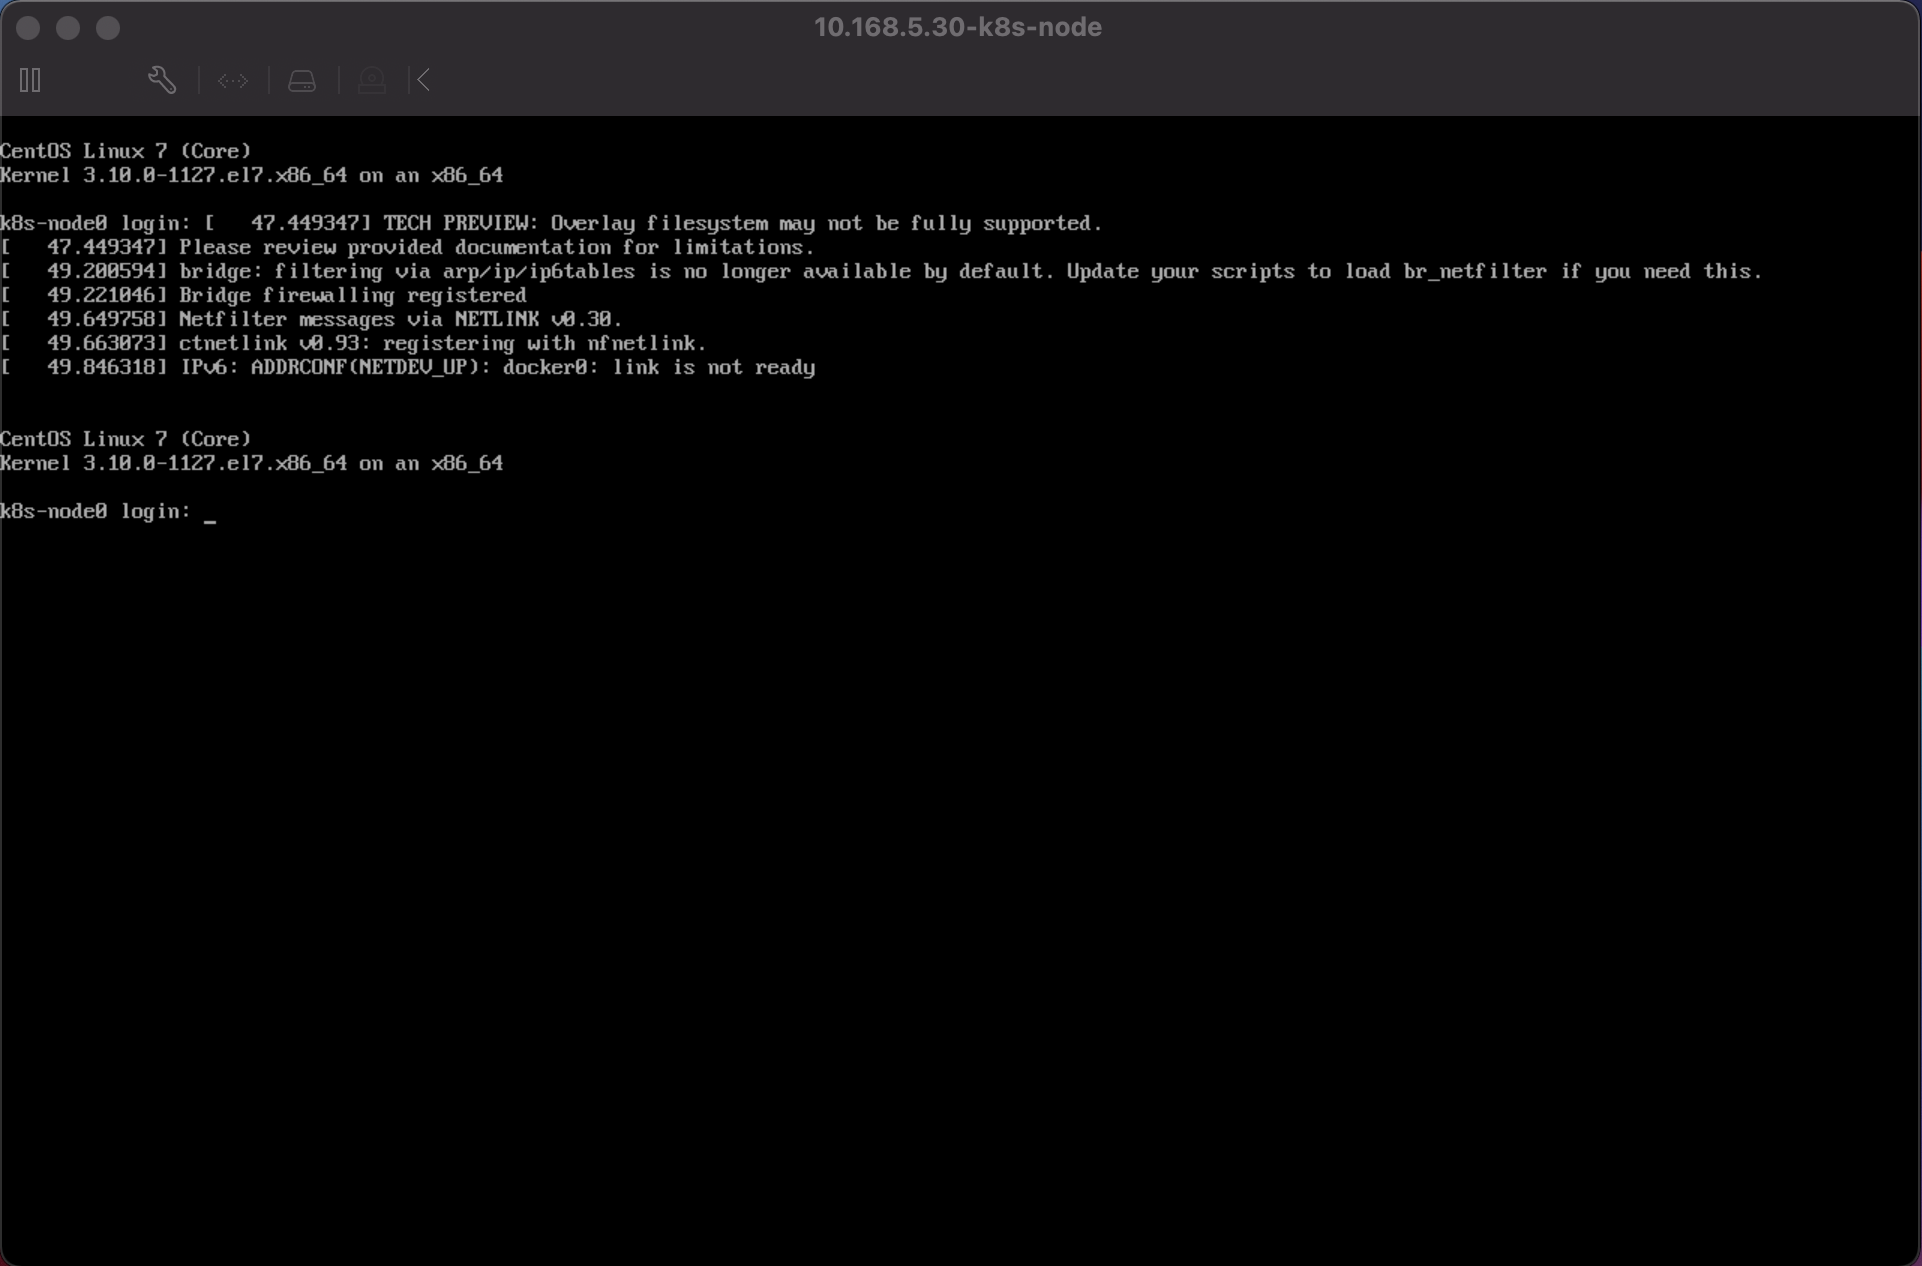 10.168.5.30-k8s-node
CentOS Linux 7 (Core)
Kernel 3.10.0-1127.el7.x86_64 on an x86_64
k8s-node0 login: [   47.449347] TECH PREVIEW: Overlay filesystem may not be fully supported.
[   47.449347] Please review provided documentation for limitations.
[   49.200594] bridge: filtering via arp/ip/ip6tables is no longer available by default. Update your scripts to load br_netfilter if you need this.
[   49.221046] Bridge firewalling registered
[   49.649758] Netfilter messages via NETLINK v0.30.
[   49.663073] ctnetlink v0.93: registering with nfnetlink.
[   49.846318] IPv6: ADDRCONF(NETDEV_UP): docker0: link is not ready
CentOS Linux 7 (Core)
Kernel 3.10.0-1127.el7.x86_64 on an x86_64
k8s-node0 login: _